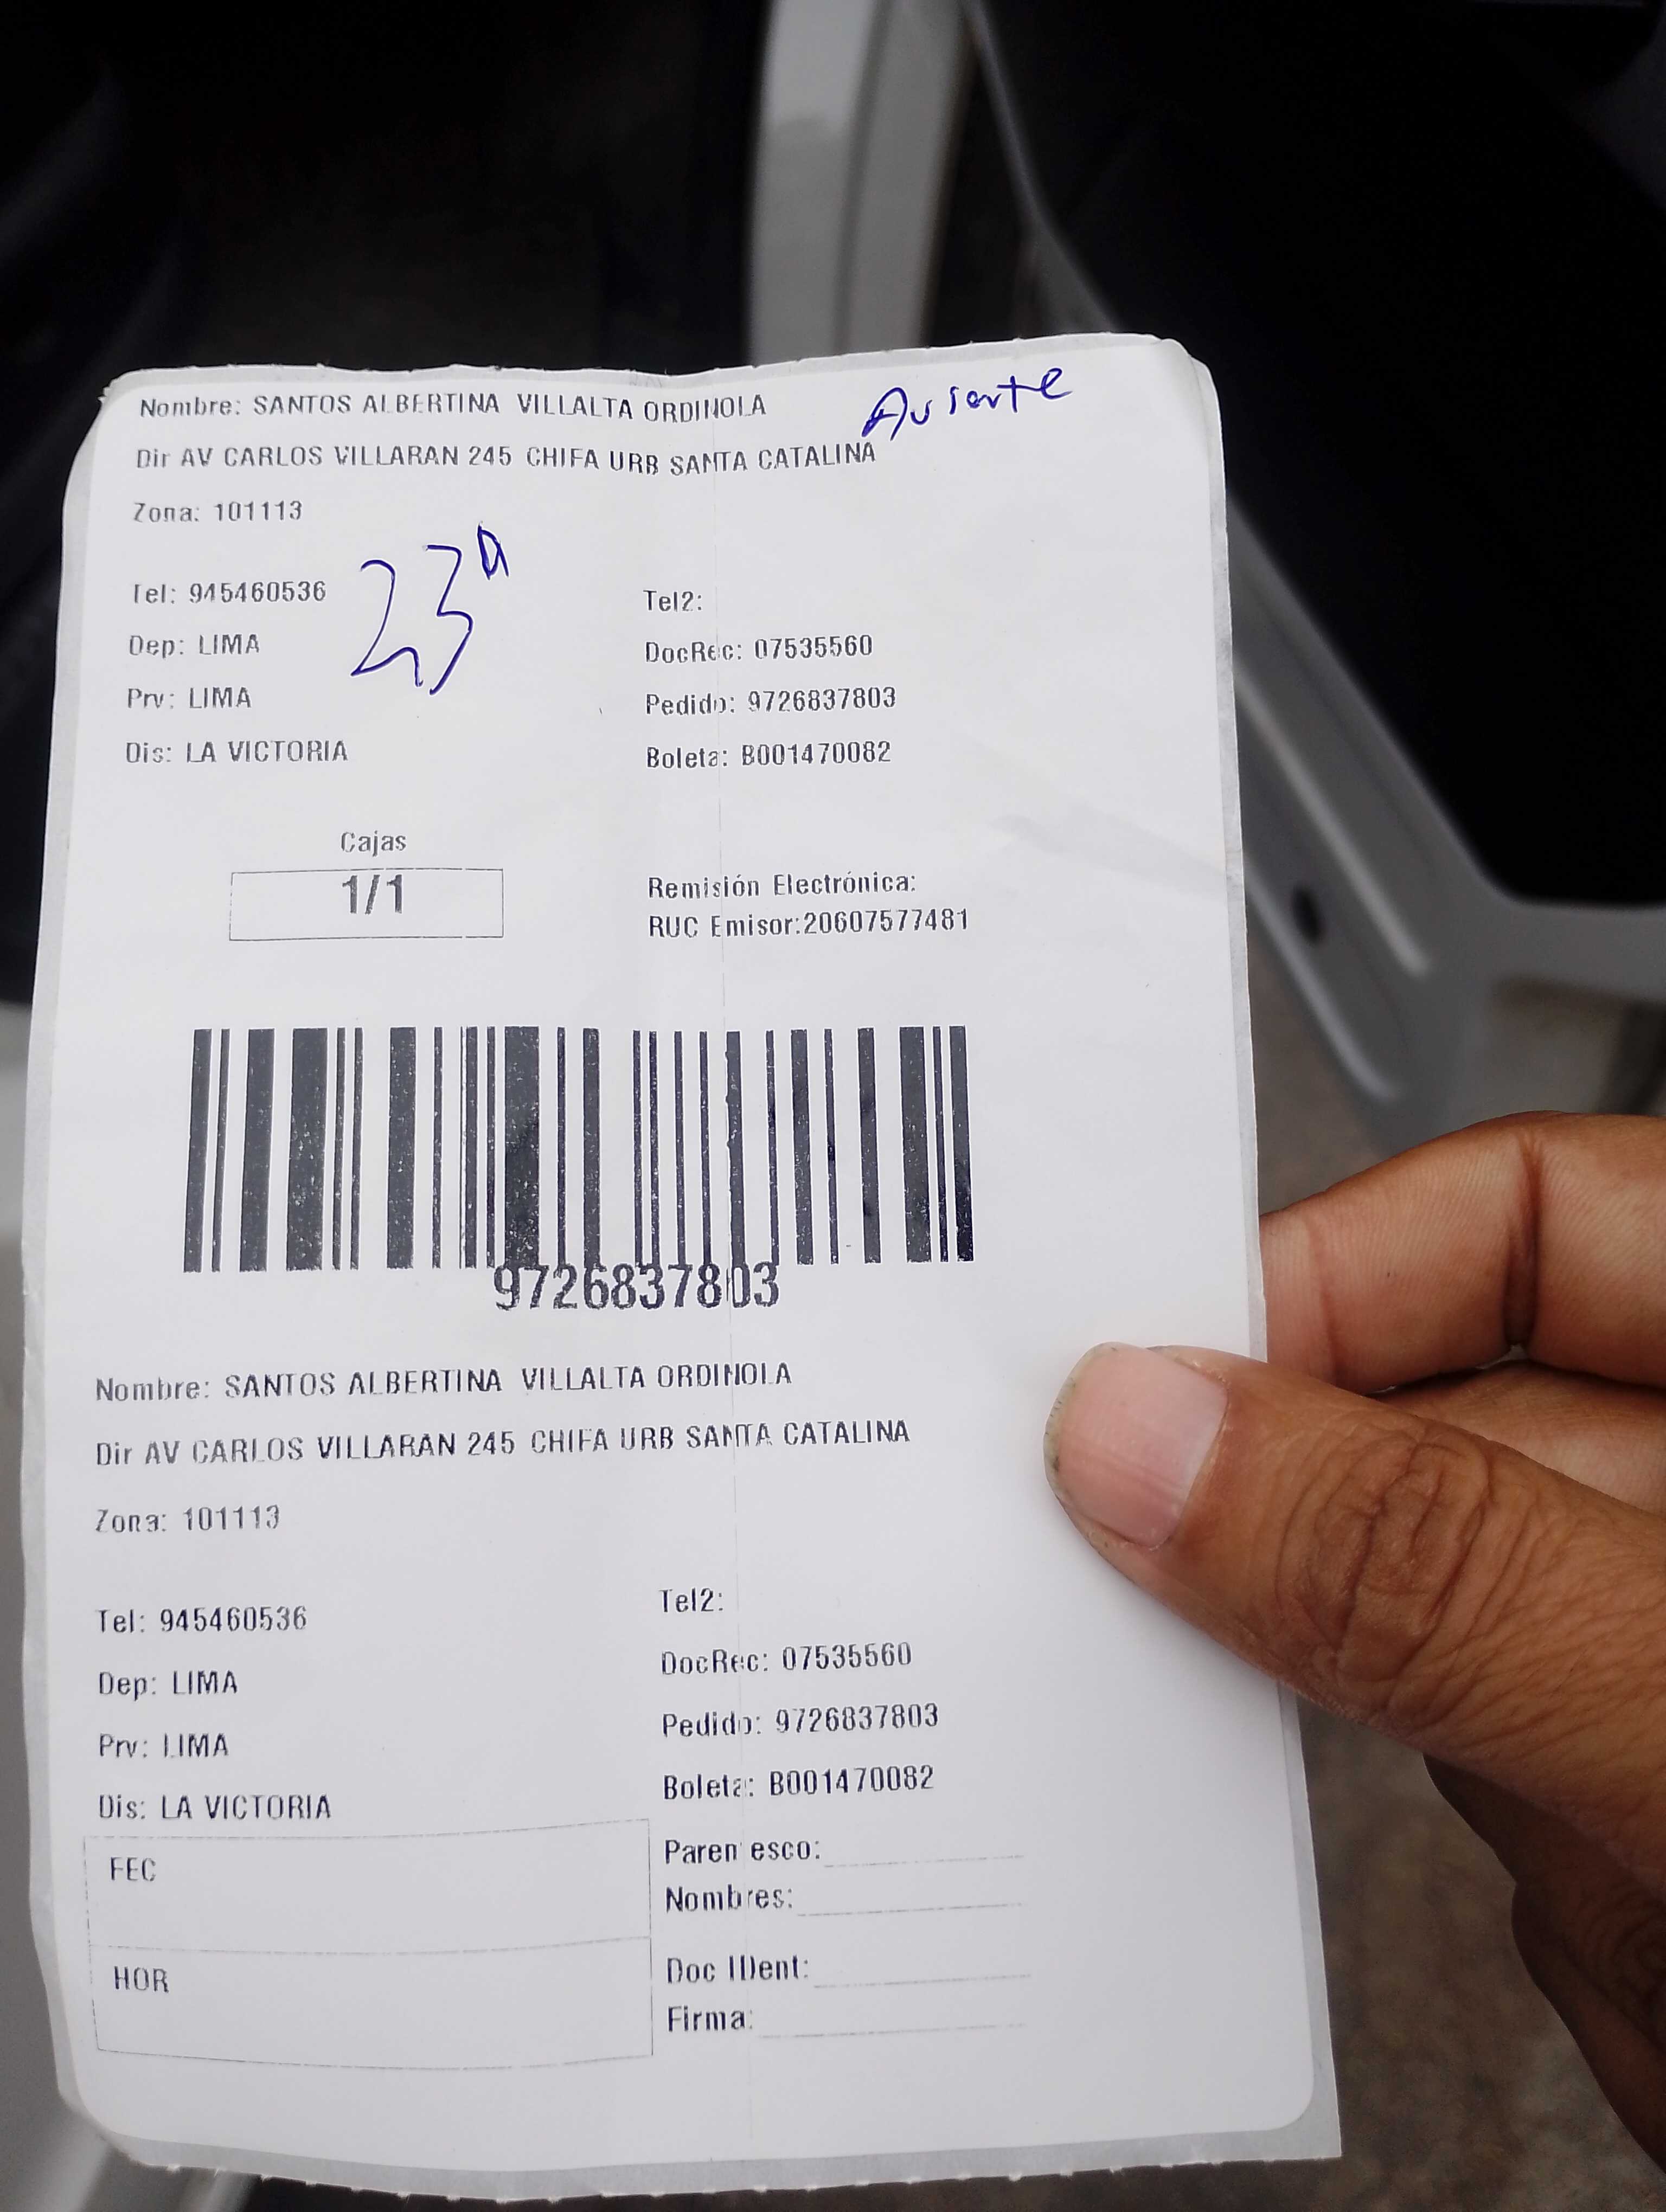 Nombre: SANTOS ALBERTINA VILLALTA ORDINOLA
Ausente
Dir AV CARLOS VILLARAN 245 CHIFA URB SANTA CATALINA
Zona: 101113
23
Tel: 945460536
Tel2:
Dep: LIMA
DocRec: 07535560
Prv: LIMA
Pedido: 9726837803
Dis: LA VICTORIA
Boleta: B001470082
Cajas
1/1
Remisión Electrónica:
RUC Emisor:20607577481
9726837803
Nombre: SANTOS ALBERTINA VILLALTA ORDINOLA
Dir AV CARLOS VILLARAN 245 CHIFA URB SANTA CATALINA
Zona: 101113
Tel: 945460536
Tel2:
Dep: LIMA
DocRec: 07535560
Prv: LIMA
Pedido: 9726837803
Dis: LA VICTORIA
Boleta: B001470082
FEC
Parentesco:
Nombres:
HOR
Doc IDent:
Firma: